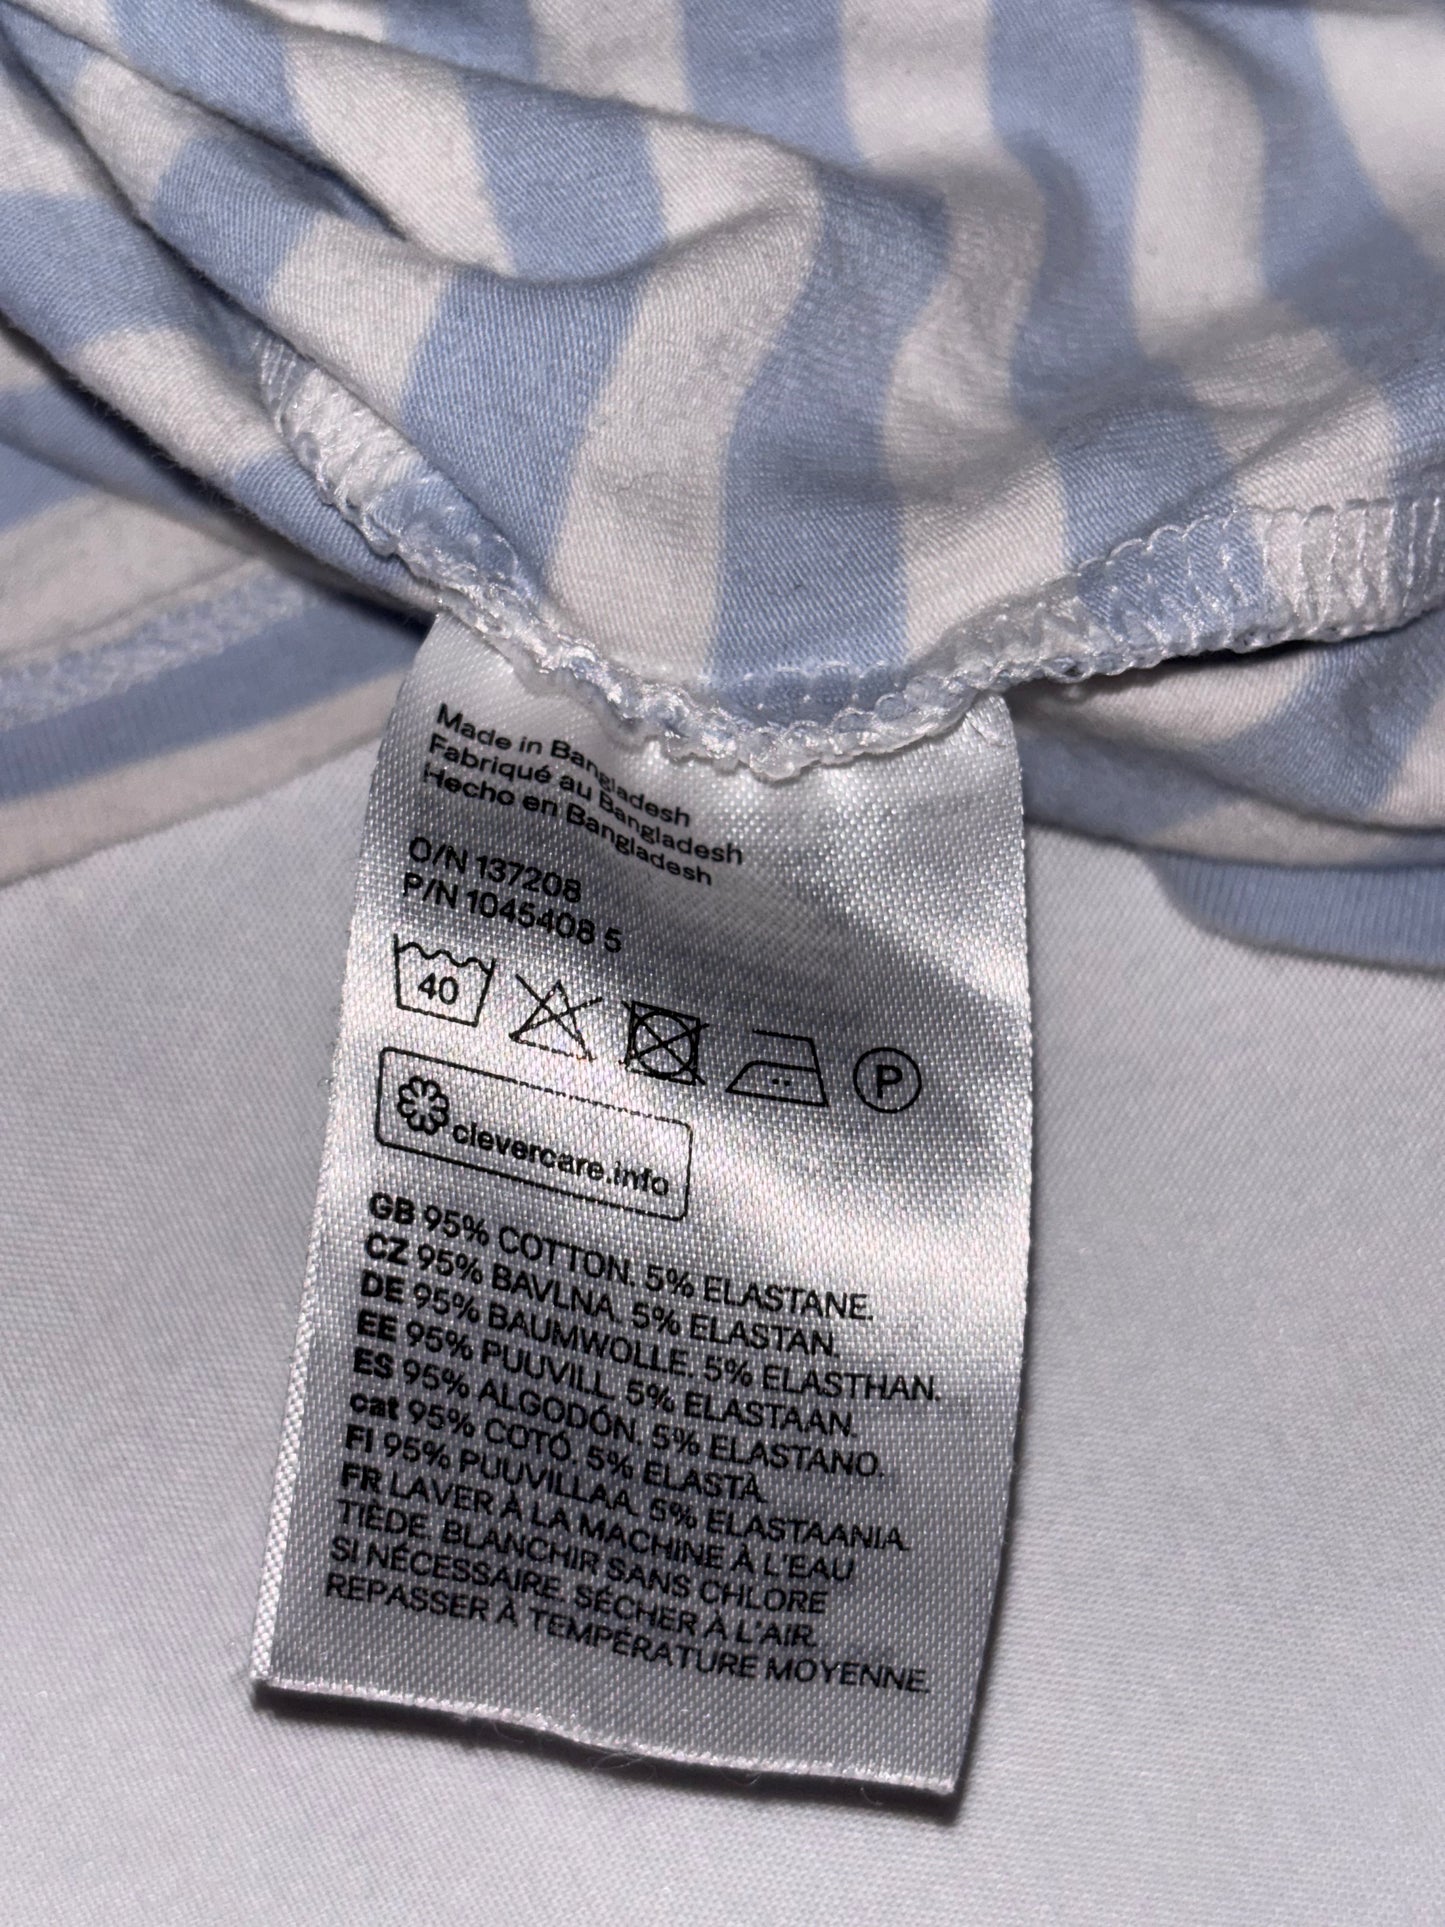 Made in Bangladesh
Fabriqué au Bangladesh
Hecho en Bangladesh
O/N 137208
P/N 1045408 5
40
P
clevercare.info
GB 95% COTTON. 5% ELASTANE.
CZ 95% BAVLNA. 5% ELASTAN.
DE 95% BAUMWOLLE. 5% ELASTHAN.
EE 95% PUUVILL. 5% ELASTAAN.
ES 95% ALGODÓN. 5% ELASTANO.
cat 95% COTÓ. 5% ELASTÀ.
FI 95% PUUVILLAA. 5% ELASTAANIA.
FR LAVER À LA MACHINE À L'EAU
TIÈDE. BLANCHIR SANS CHLORE
SI NÉCESSAIRE. SÉCHER À L'AIR.
REPASSER À TEMPÉRATURE MOYENNE.